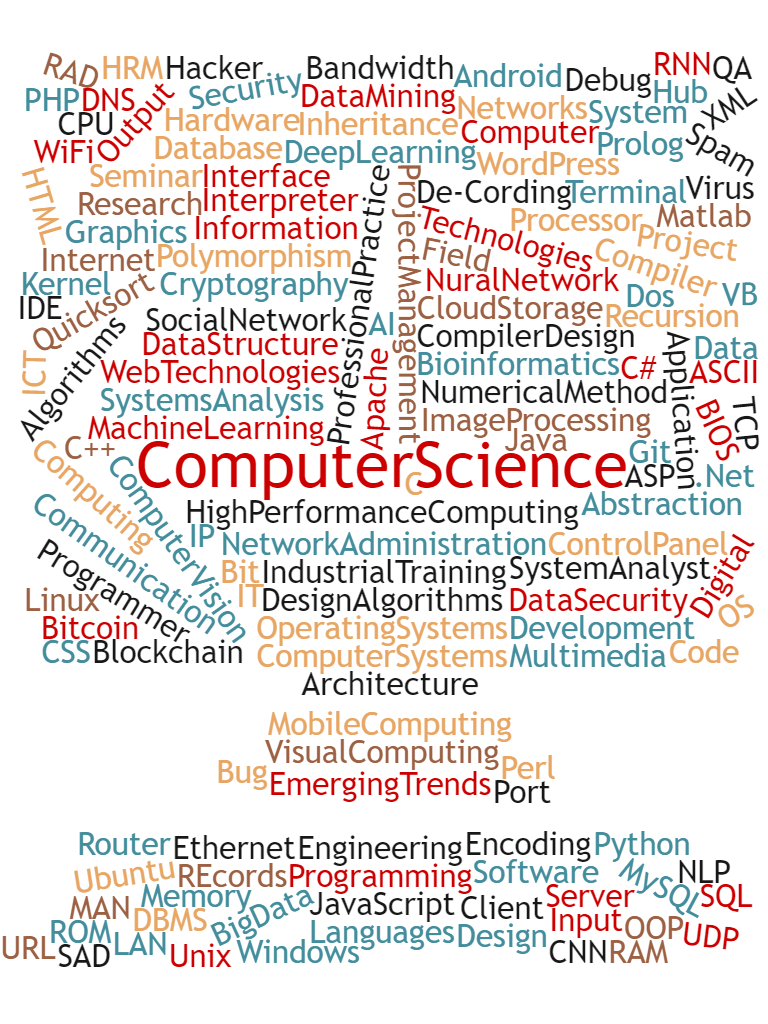 RAD HRM Hacker Bandwidth Android Debug RNN QA
PHP DNS Output Security DataMining Networks System Hub XML
CPU Hardware Inheritance Computer Prolog Spam
WiFi Database DeepLearning WordPress
HTML Seminar Interface ProfessionalPractice ProjectManagement De-Cording Terminal Virus
Research Interpreter Technologies Processor Matlab
Graphics Information Field Compiler Project
Internet Polymorphism
Kernel Quicksort Cryptography NuralNetwork Dos VB
IDE SocialNetwork AI CloudStorage Recursion
Algorithms DataStructure Apache CompilerDesign Application Data
ICT WebTechnologies Bioinformatics C# ASCII
SystemsAnalysis NumericalMethod BIOS TCP
MachineLearning ImageProcessing
C++ Java Git
Computing ComputerVision ComputerScience C ASP .Net
Communication HighPerformanceComputing Abstraction
IP NetworkAdministration ControlPanel
Programmer Bit IndustrialTraining SystemAnalyst Digital
Linux IT DesignAlgorithms DataSecurity OS
Bitcoin OperatingSystems Development
CSS Blockchain ComputerSystems Multimedia Code
Architecture
MobileComputing
VisualComputing
Bug EmergingTrends Perl
Port
Router Ethernet Engineering Encoding Python
Ubuntu REcords Programming Software MySQL NLP
MAN Memory BigData JavaScript Client Server SQL
ROM DBMS Languages Design Input OOP UDP
URL SAD LAN Unix Windows CNN RAM